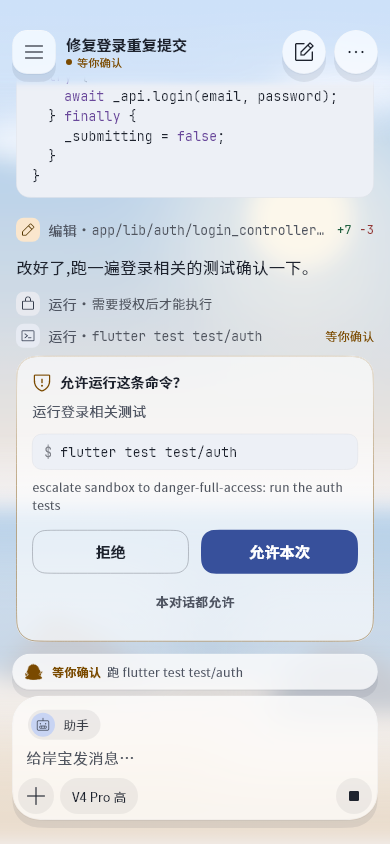 修复登录重复提交
等你确认
await _api.login(email, password);
} finally {
_submitting = false;
}
}
编辑・app/lib/auth/login_controller… +7 -3
改好了,跑一遍登录相关的测试确认一下。
运行・需要授权后才能执行
运行・flutter test test/auth 等你确认
允许运行这条命令?
运行登录相关测试
$ flutter test test/auth
escalate sandbox to danger-full-access: run the auth
tests
拒绝 允许本次
本对话都允许
等你确认 跑 flutter test test/auth
助手
给岸宝发消息…
V4 Pro 高